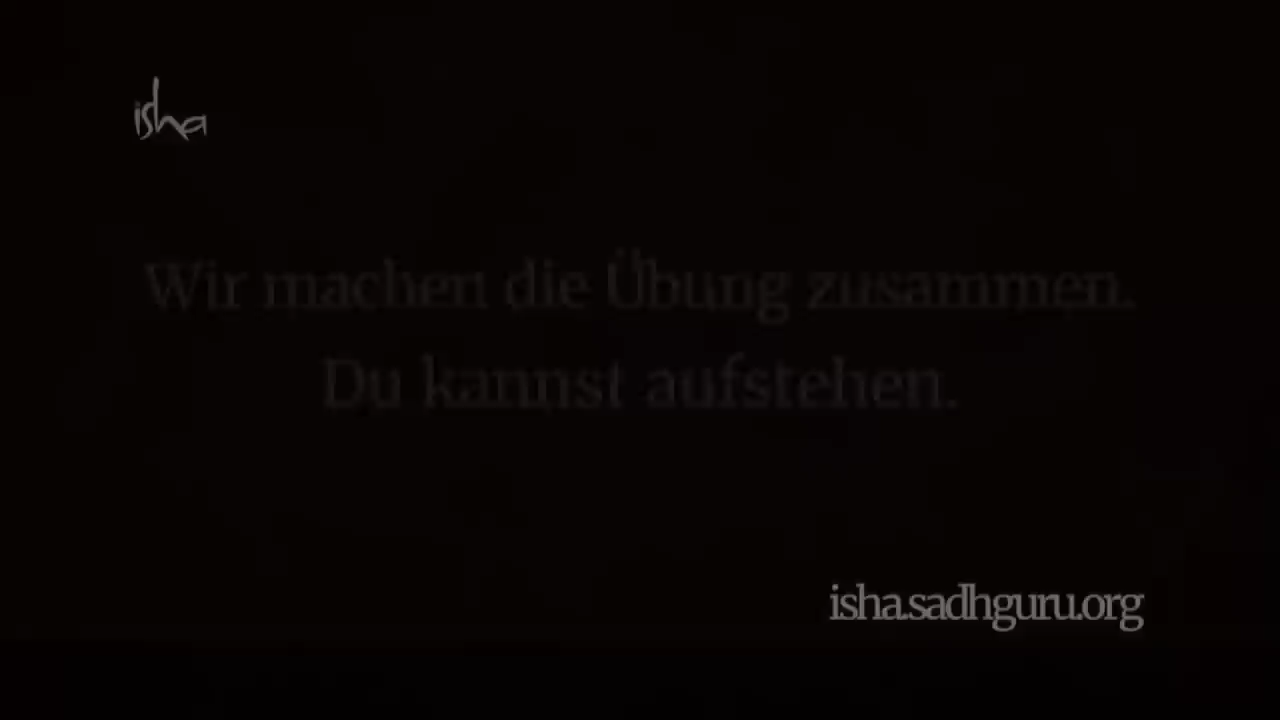 isha
Wir machen die Übung zusammen.
Du kannst aufstehen.
isha.sadhguru.org